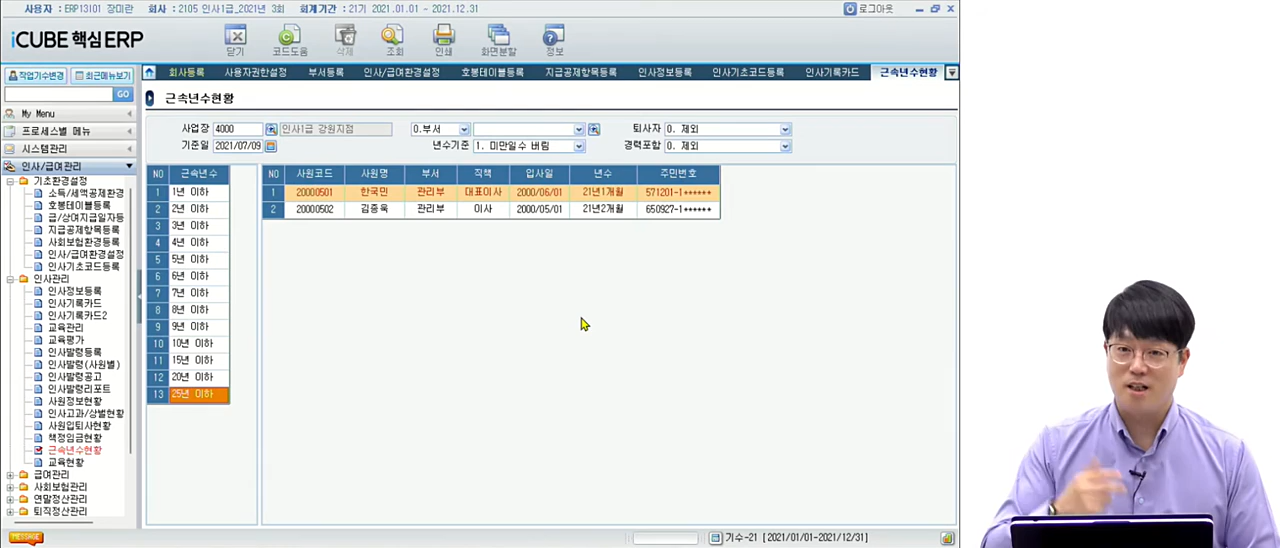 사용자 : ERP13I01 장미란 회사 : 2105 인사1급_2021년 3회 회계기간 : 21기 2021.01.01 - 2021.12.31 로그아웃
iCUBE 핵심ERP
닫기 코드도움 삭제 조회 인쇄 화면분할 정보
작업기수변경 최근메뉴보기
회사등록 사용자권한설정 부서등록 인사/급여환경설정 호봉테이블등록 지급공제항목등록 인사정보등록 인사기초코드등록 인사기록카드 근속년수현황
GO
근속년수현황
My Menu
프로세스별 메뉴
시스템관리
인사/급여관리
사업장 4000 인사1급 강원지점 0.부서 퇴사자 0. 제외
기준일 2021/07/09 년수기준 1. 미만일수 버림 경력포함 0. 제외
기초환경설정
소득/세액공제환경
호봉테이블등록
급/상여지급일자등
지급공제항목등록
사회보험환경등록
인사/급여환경설정
인사기초코드등록
인사관리
인사정보등록
인사기록카드
인사기록카드2
교육관리
교육평가
인사발령등록
인사발령(사원별)
인사발령공고
인사발령리포트
사원정보현황
인사고과/상벌현황
사원입퇴사현황
책정임금현황
근속년수현황
교육현황
급여관리
사회보험관리
연말정산관리
퇴직정산관리
NO 근속년수
1 1년 이하
2 2년 이하
3 3년 이하
4 4년 이하
5 5년 이하
6 6년 이하
7 7년 이하
8 8년 이하
9 9년 이하
10 10년 이하
11 15년 이하
12 20년 이하
13 25년 이하
NO 사원코드 사원명 부서 직책 입사일 년수 주민번호
1 20000501 한국민 관리부 대표이사 2000/06/01 21년1개월 571201-1******
2 20000502 김종욱 관리부 이사 2000/05/01 21년2개월 650927-1******
MESSAGE 기수-21 [2021/01/01-2021/12/31]